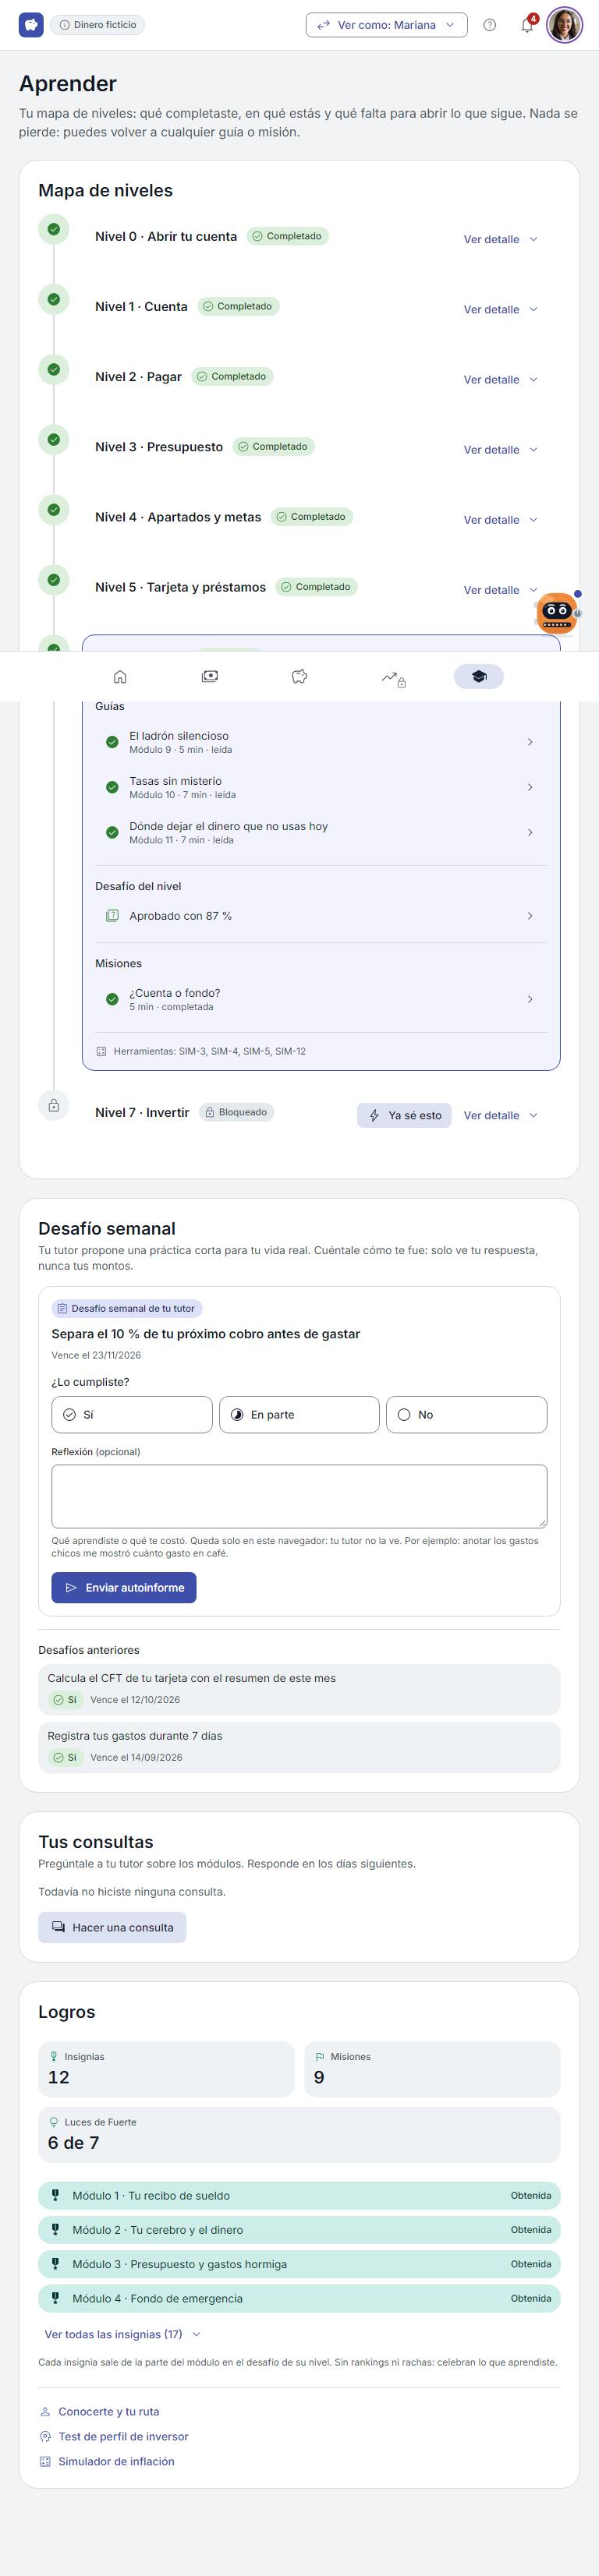 Dinero ficticio
Ver como: Mariana
4
Aprender
Tu mapa de niveles: qué completaste, en qué estás y qué falta para abrir lo que sigue. Nada se
pierde: puedes volver a cualquier guía o misión.
Mapa de niveles
Nivel 0 · Abrir tu cuenta
Completado
Ver detalle
Nivel 1 · Cuenta
Completado
Ver detalle
Nivel 2 · Pagar
Completado
Ver detalle
Nivel 3 · Presupuesto
Completado
Ver detalle
Nivel 4 · Apartados y metas
Completado
Ver detalle
Nivel 5 · Tarjeta y préstamos
Completado
Ver detalle
Guías
El ladrón silencioso
Módulo 9 · 5 min · leída
Tasas sin misterio
Módulo 10 · 7 min · leída
Dónde dejar el dinero que no usas hoy
Módulo 11 · 7 min · leída
Desafío del nivel
Aprobado con 87 %
Misiones
¿Cuenta o fondo?
5 min · completada
Herramientas: SIM-3, SIM-4, SIM-5, SIM-12
Nivel 7 · Invertir
Bloqueado
Ya sé esto
Ver detalle
Desafío semanal
Tu tutor propone una práctica corta para tu vida real. Cuéntale cómo te fue: solo ve tu respuesta,
nunca tus montos.
Desafío semanal de tu tutor
Separa el 10 % de tu próximo cobro antes de gastar
Vence el 23/11/2026
¿Lo cumpliste?
Sí
En parte
No
Reflexión (opcional)
Qué aprendiste o qué te costó. Queda solo en este navegador: tu tutor no la ve. Por ejemplo: anotar los gastos
chicos me mostró cuánto gasto en café.
Enviar autoinforme
Desafíos anteriores
Calcula el CFT de tu tarjeta con el resumen de este mes
Sí
Vence el 12/10/2026
Registra tus gastos durante 7 días
Sí
Vence el 14/09/2026
Tus consultas
Pregúntale a tu tutor sobre los módulos. Responde en los días siguientes.
Todavía no hiciste ninguna consulta.
Hacer una consulta
Logros
Insignias
12
Misiones
9
Luces de Fuerte
6 de 7
Módulo 1 · Tu recibo de sueldo
Obtenida
Módulo 2 · Tu cerebro y el dinero
Obtenida
Módulo 3 · Presupuesto y gastos hormiga
Obtenida
Módulo 4 · Fondo de emergencia
Obtenida
Ver todas las insignias (17)
Cada insignia sale de la parte del módulo en el desafío de su nivel. Sin rankings ni rachas: celebran lo que aprendiste.
Conocerte y tu ruta
Test de perfil de inversor
Simulador de inflación